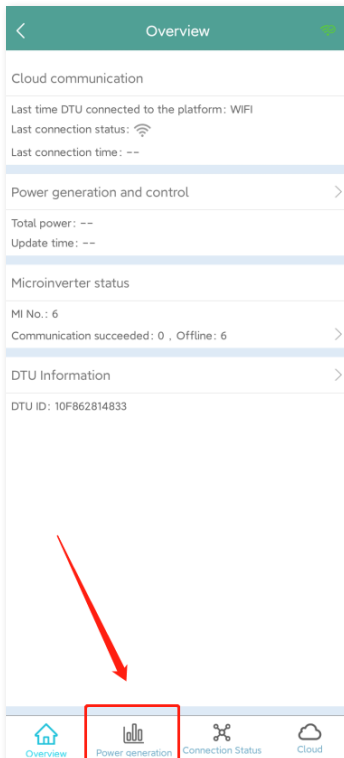 Overview
Cloud communication
Last time DTU connected to the platform: WIFI
Last connection status:
Last connection time: --
Power generation and control
Total power: --
Update time: --
Microinverter status
MI No.: 6
Communication succeeded: 0 , Offline: 6
DTU Information
DTU ID: 10F862814833
Overview Power generation Connection Status Cloud